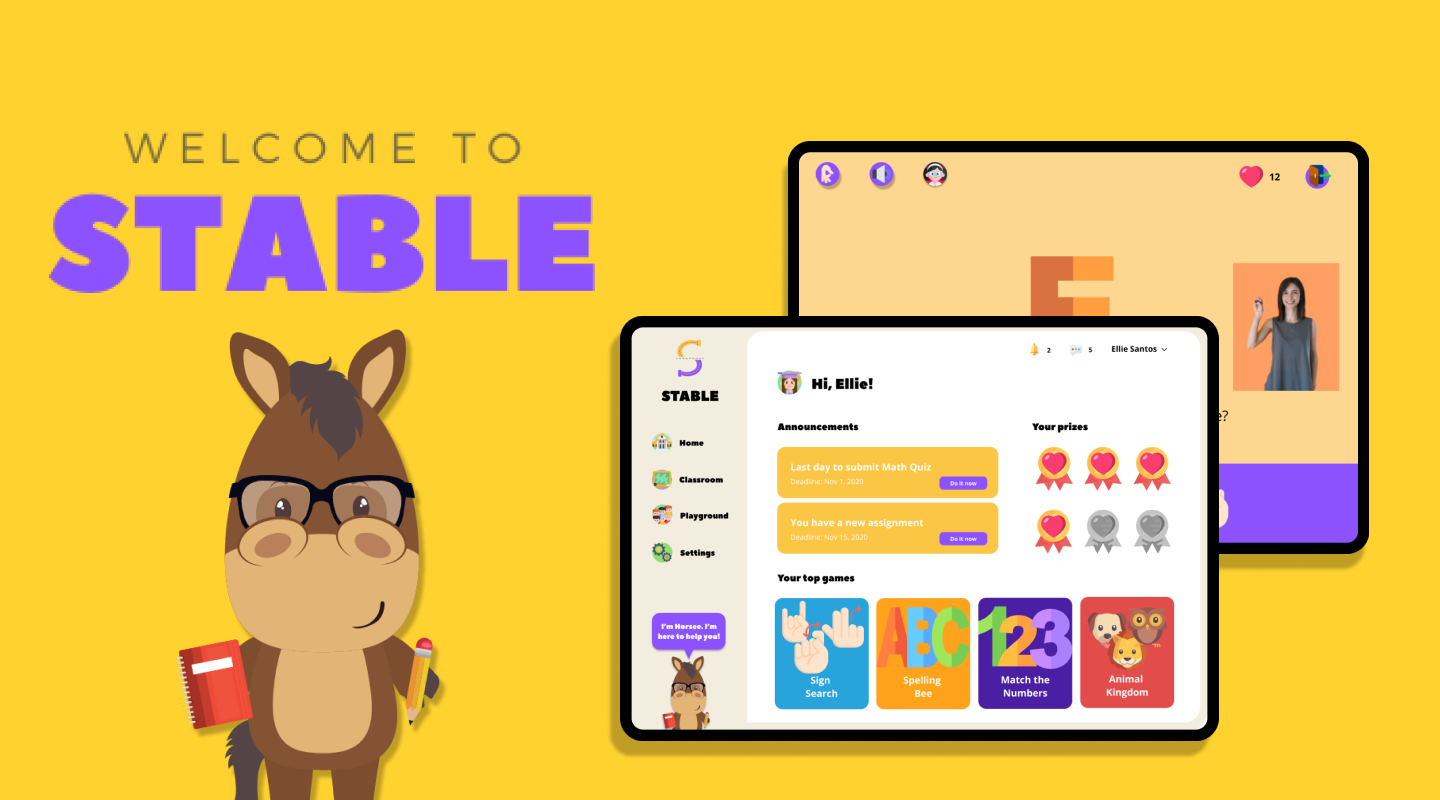 WELCOME TO
STABLE
12
E
e?
S
STABLE
Home
Classroom
Playground
Settings
I'm Horsee. I'm
here to help you!
2
5
Ellie Santos
Hi, Ellie!
Announcements
Last day to submit Math Quiz
Deadline: Nov 1, 2020
Do it now
You have a new assignment
Deadline: Nov 15, 2020
Do it now
Your prizes
Your top games
Sign
Search
ABC
Spelling
Bee
123
Match the
Numbers
Animal
Kingdom